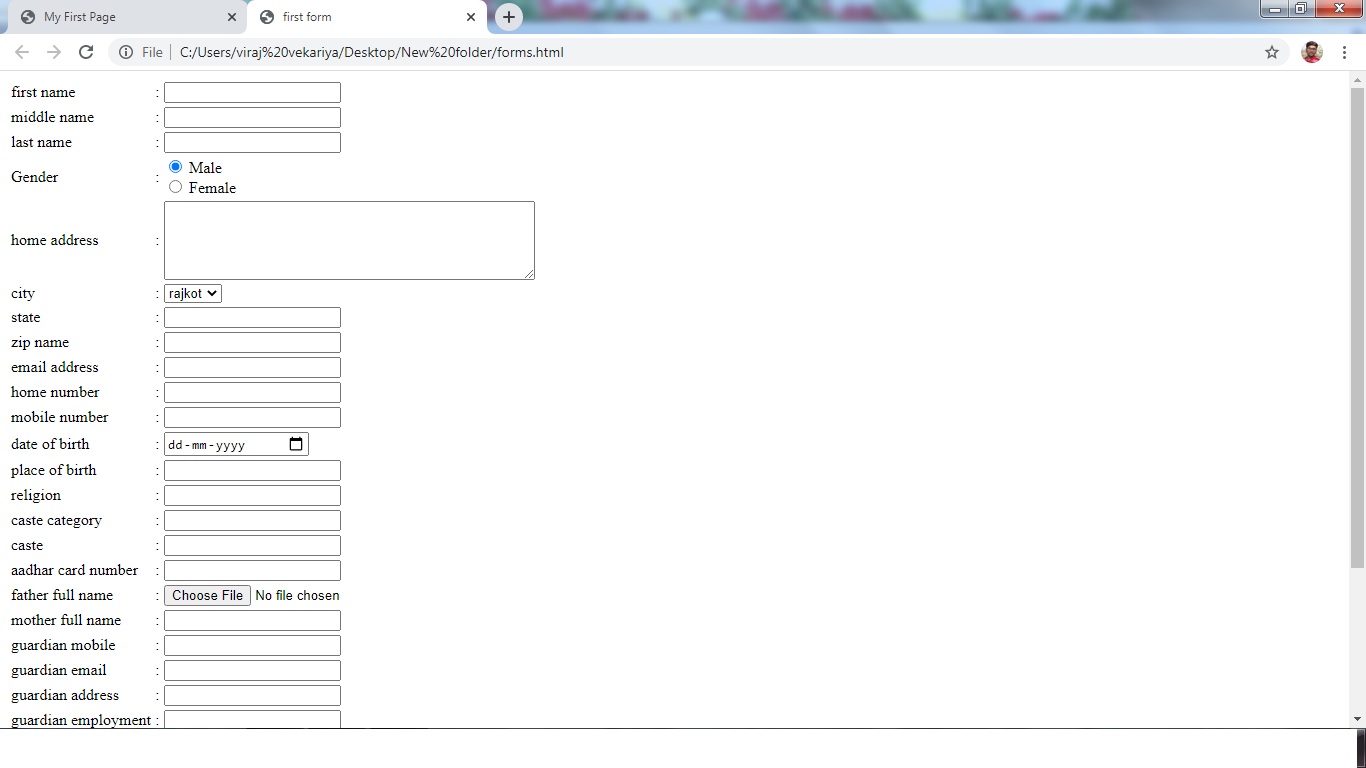 My First Page
first form
File
C:/Users/viraj%20vekariya/Desktop/New%20folder/forms.html
first name :
middle name :
last name :
Gender :
Male
Female
home address :
city : rajkot
state :
zip name :
email address :
home number :
mobile number :
date of birth : dd-mm-yyyy
place of birth :
religion :
caste category :
caste :
aadhar card number :
father full name : Choose File No file chosen
mother full name :
guardian mobile :
guardian email :
guardian address :
guardian employment :